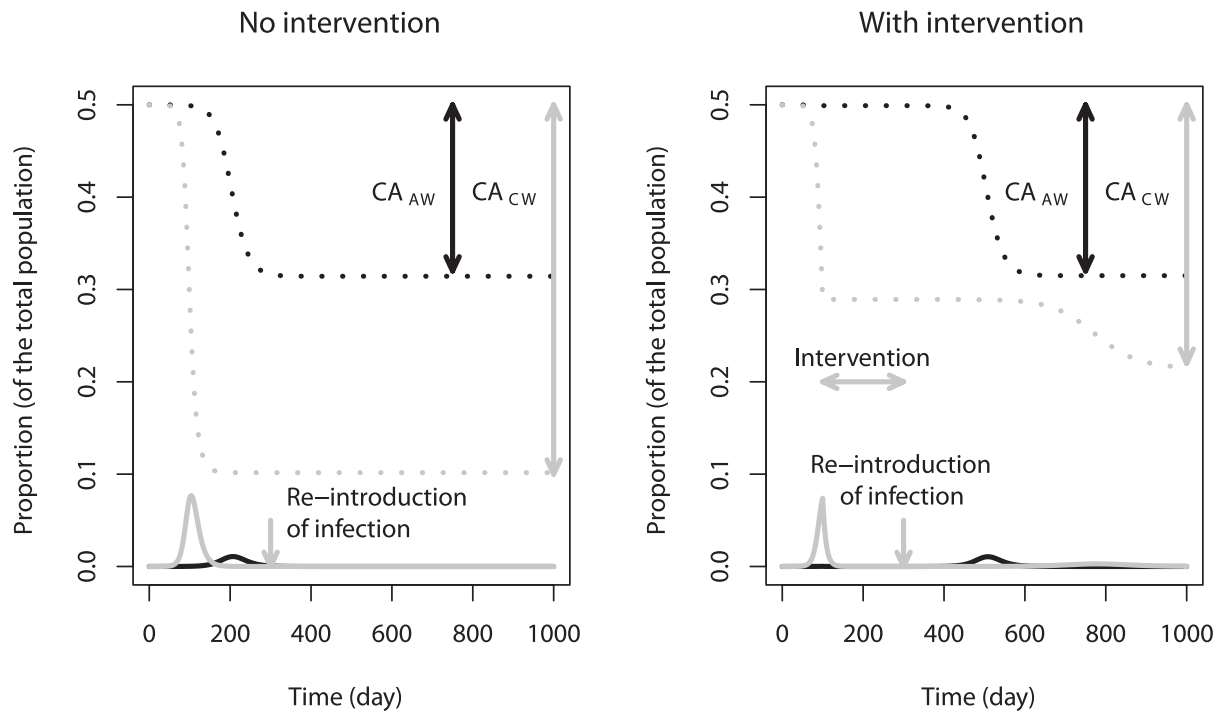 No intervention
Proportion (of the total population)
0.5
0.4
0.3
0.2
0.1
0.0
CA AW
CA CW
Re−introduction
of infection
0 200 400 600 800 1000
Time (day)
With intervention
Proportion (of the total population)
0.5
0.4
0.3
0.2
0.1
0.0
CA AW
CA CW
Intervention
Re−introduction
of infection
0 200 400 600 800 1000
Time (day)